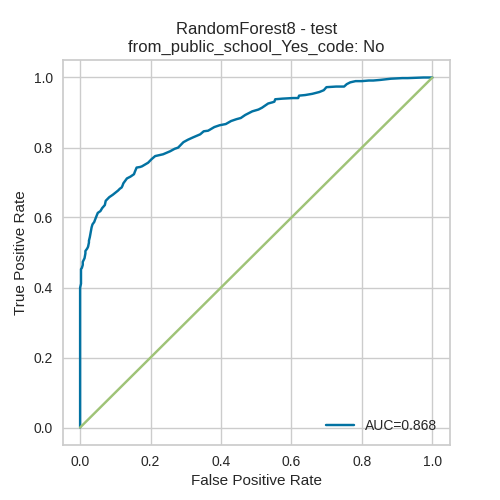 RandomForest8 - test
from_public_school_Yes_code: No
True Positive Rate
1.0
0.8
0.6
0.4
0.2
0.0
AUC=0.868
0.0 0.2 0.4 0.6 0.8 1.0
False Positive Rate